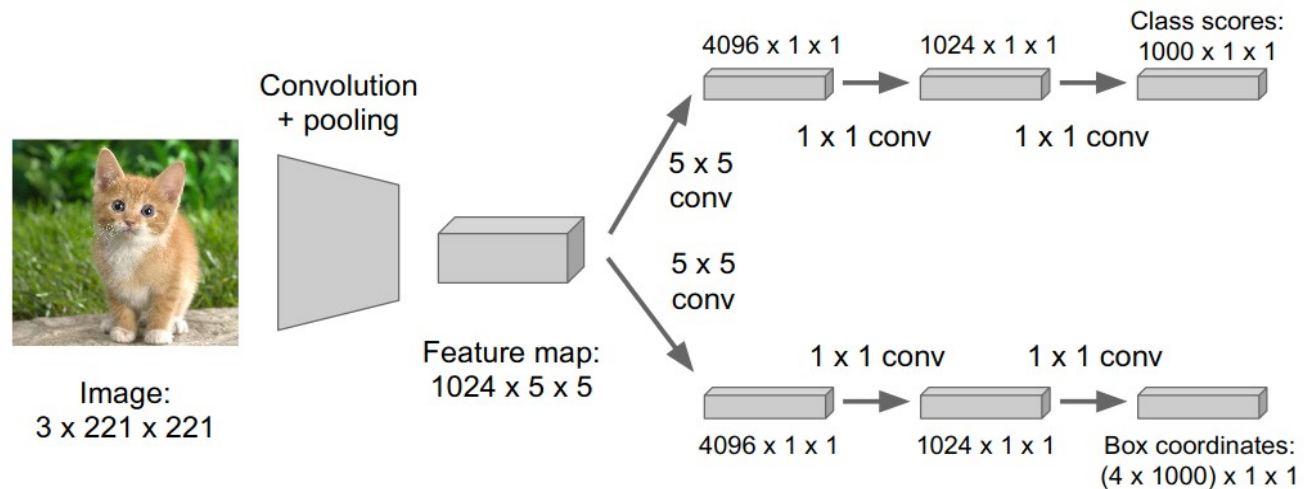 Image:
3 x 221 x 221
Convolution
+ pooling
Feature map:
1024 x 5 x 5
5 x 5
conv
4096 x 1 x 1
1 x 1 conv
1024 x 1 x 1
1 x 1 conv
Class scores:
1000 x 1 x 1
5 x 5
conv
4096 x 1 x 1
1 x 1 conv
1024 x 1 x 1
1 x 1 conv
Box coordinates:
(4 x 1000) x 1 x 1